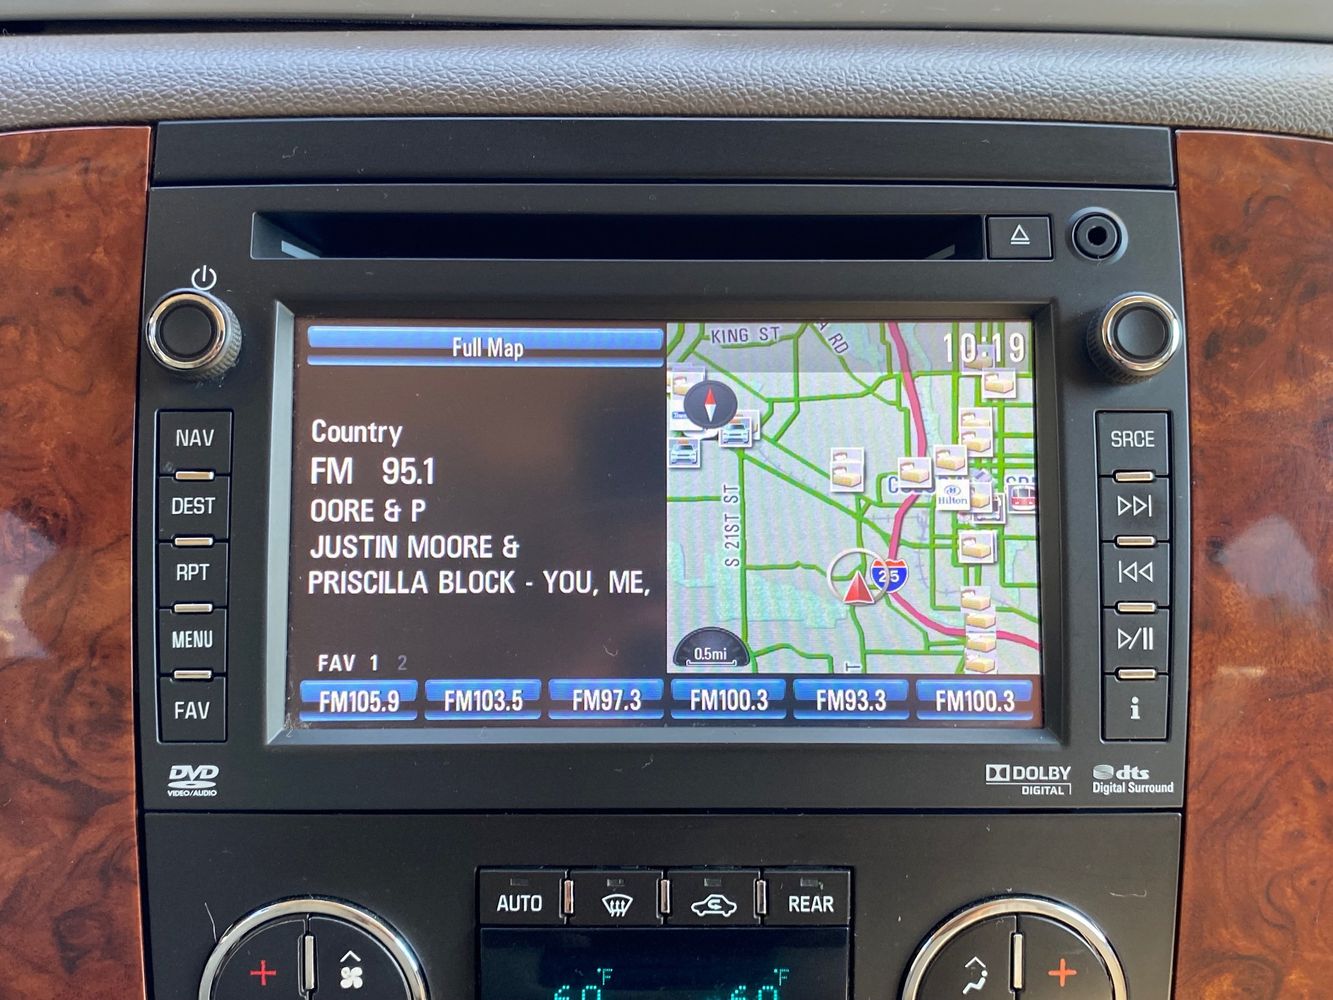 Full Map
10:19
KING ST
A RD
Country
FM 95.1
OORE & P
JUSTIN MOORE &
PRISCILLA BLOCK - YOU, ME,
FAV 1 2
S 21ST ST
Hilton
25
0.5mi
FM105.9 FM103.5 FM97.3 FM100.3 FM93.3 FM100.3
NAV
DEST
RPT
MENU
FAV
SRCE
i
DVD
VIDEO/AUDIO
DOLBY
DIGITAL
dts
Digital Surround
AUTO
REAR
60°F 60°F